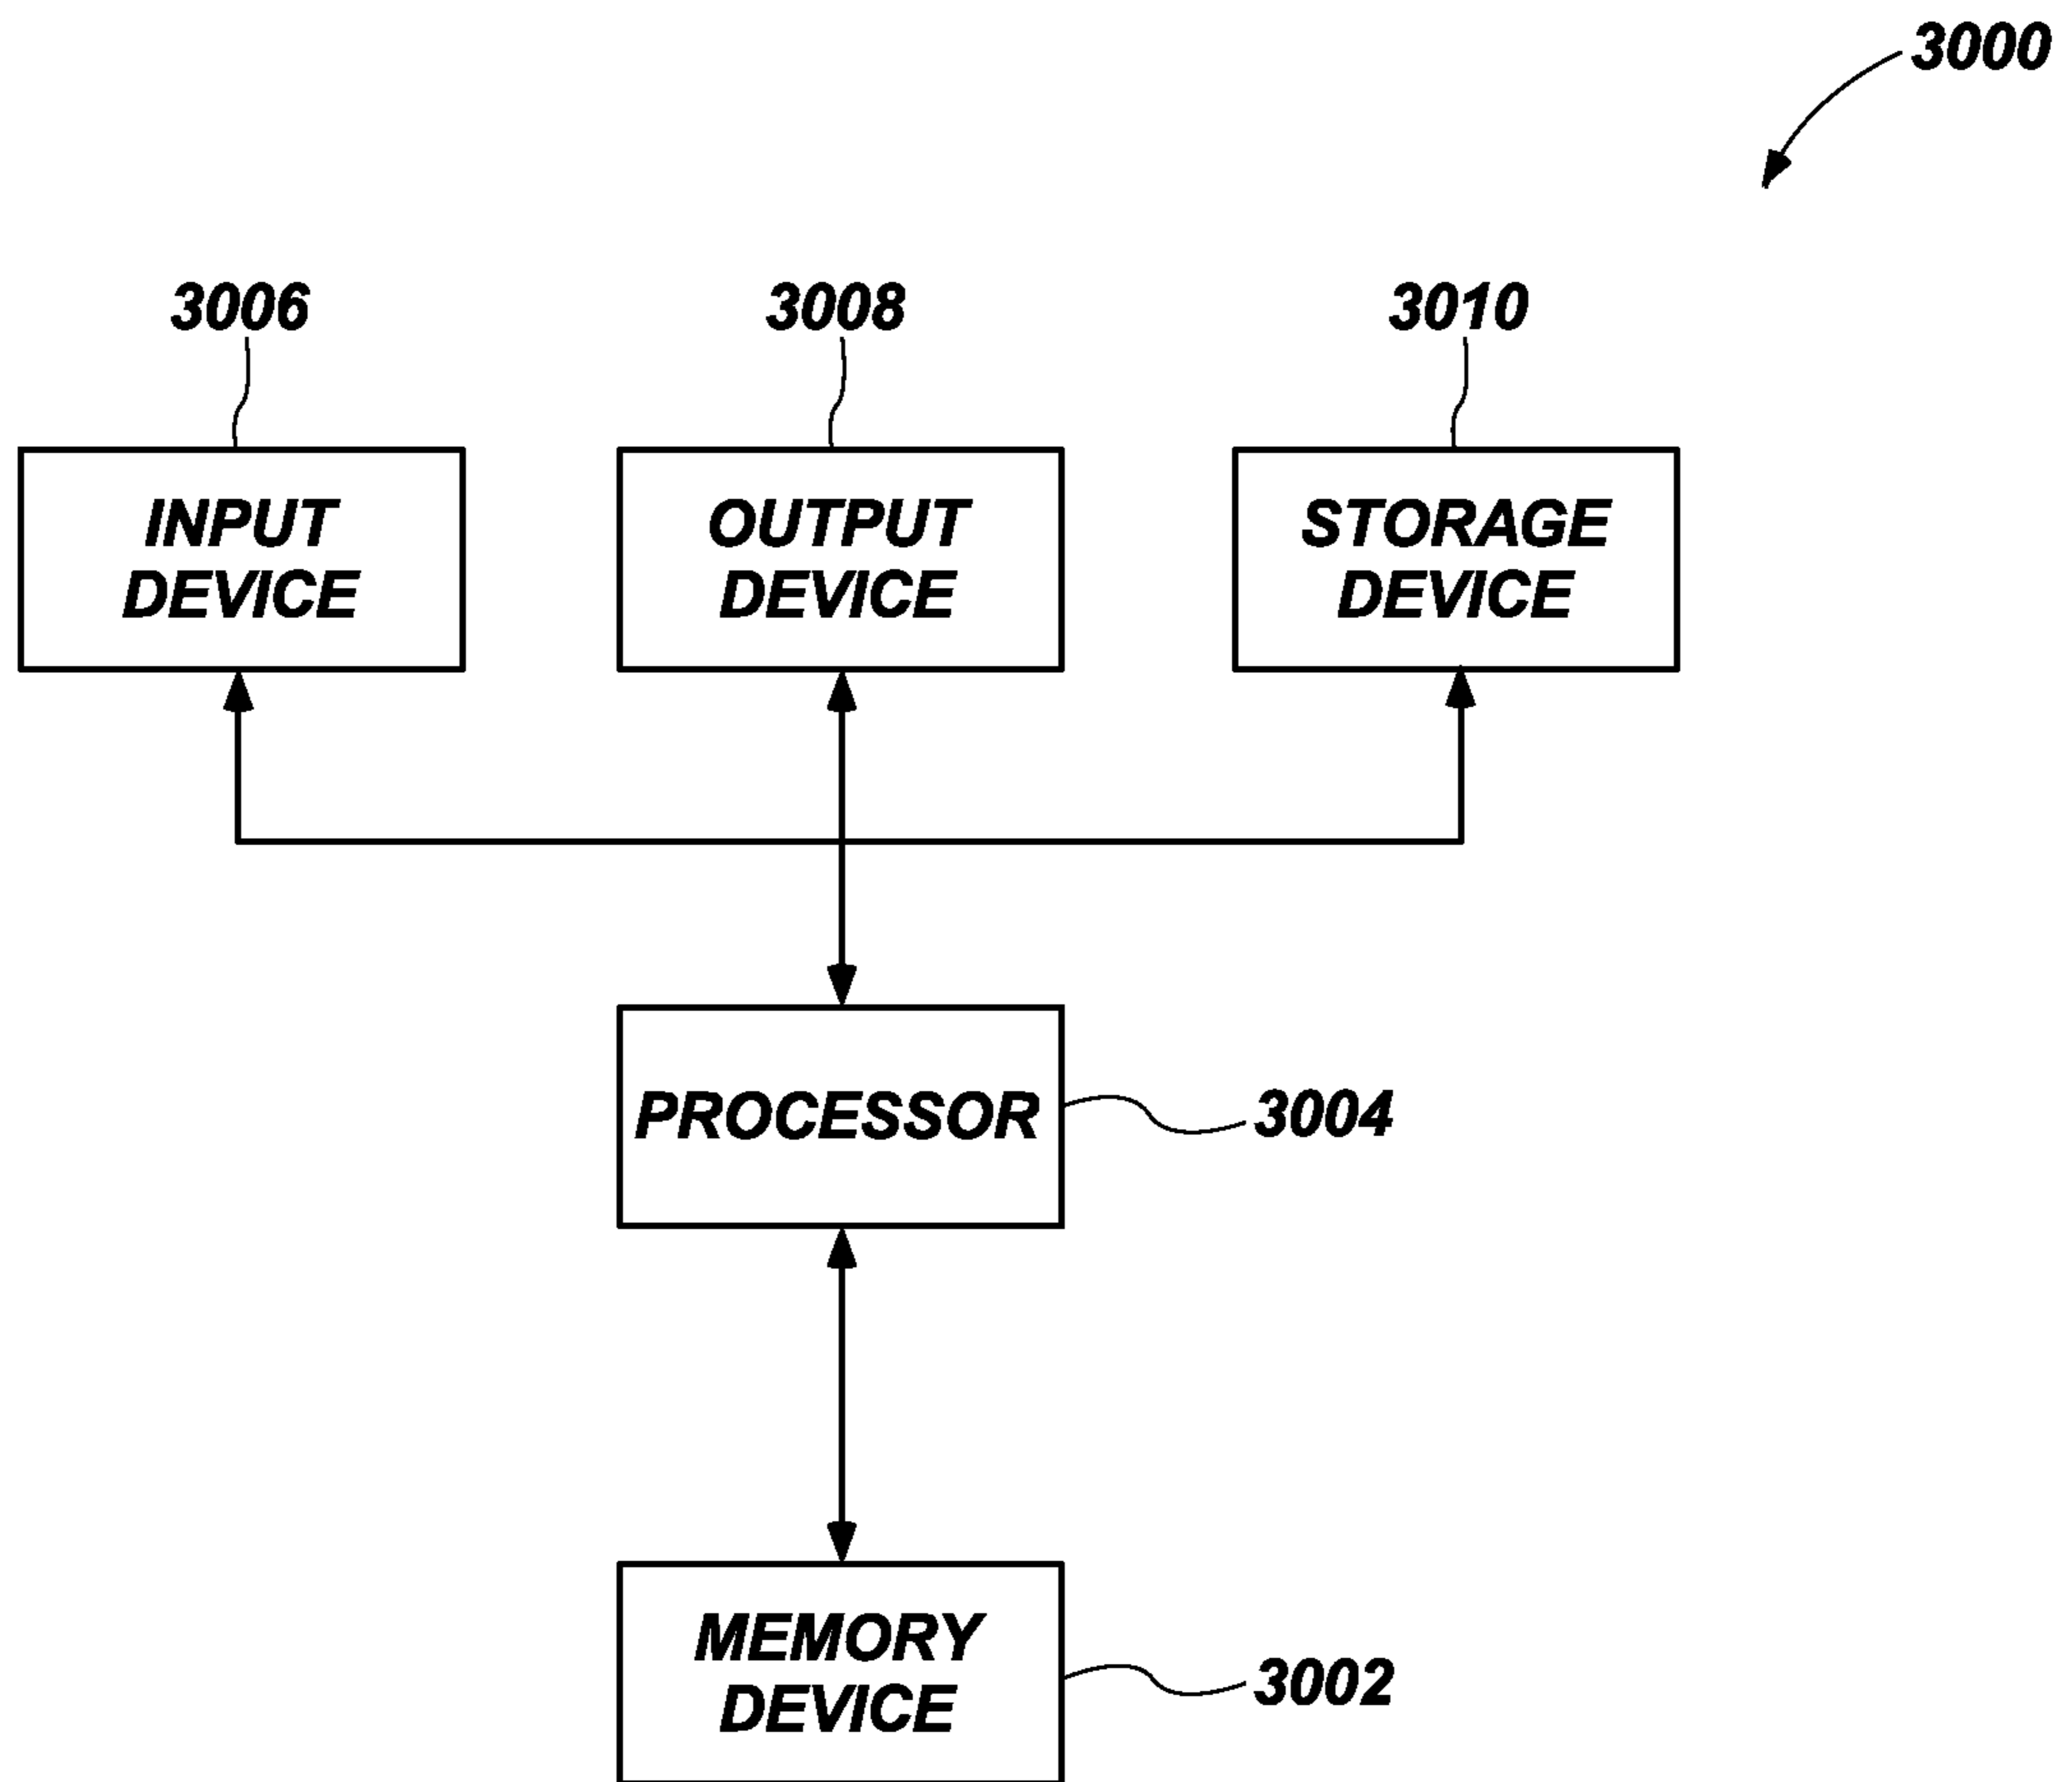 3000
3006
3008
3010
INPUT
DEVICE
OUTPUT
DEVICE
STORAGE
DEVICE
PROCESSOR
3004
MEMORY
DEVICE
3002